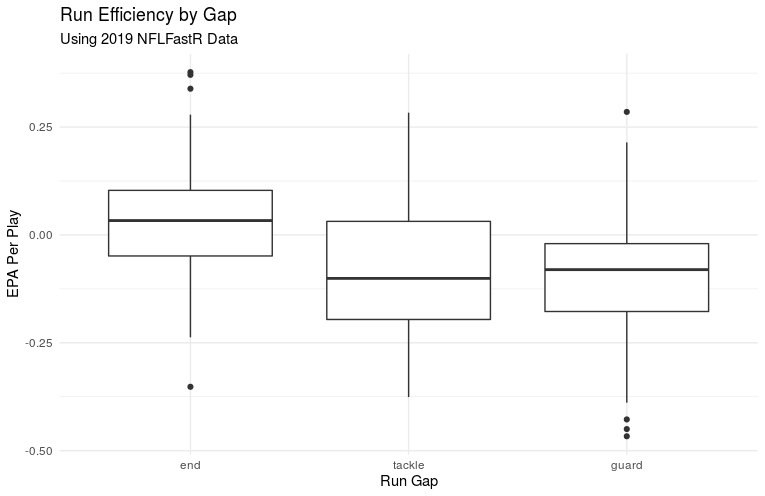 Run Efficiency by Gap
Using 2019 NFLFastR Data
EPA Per Play
0.25
0.00
-0.25
-0.50
end
tackle
guard
Run Gap